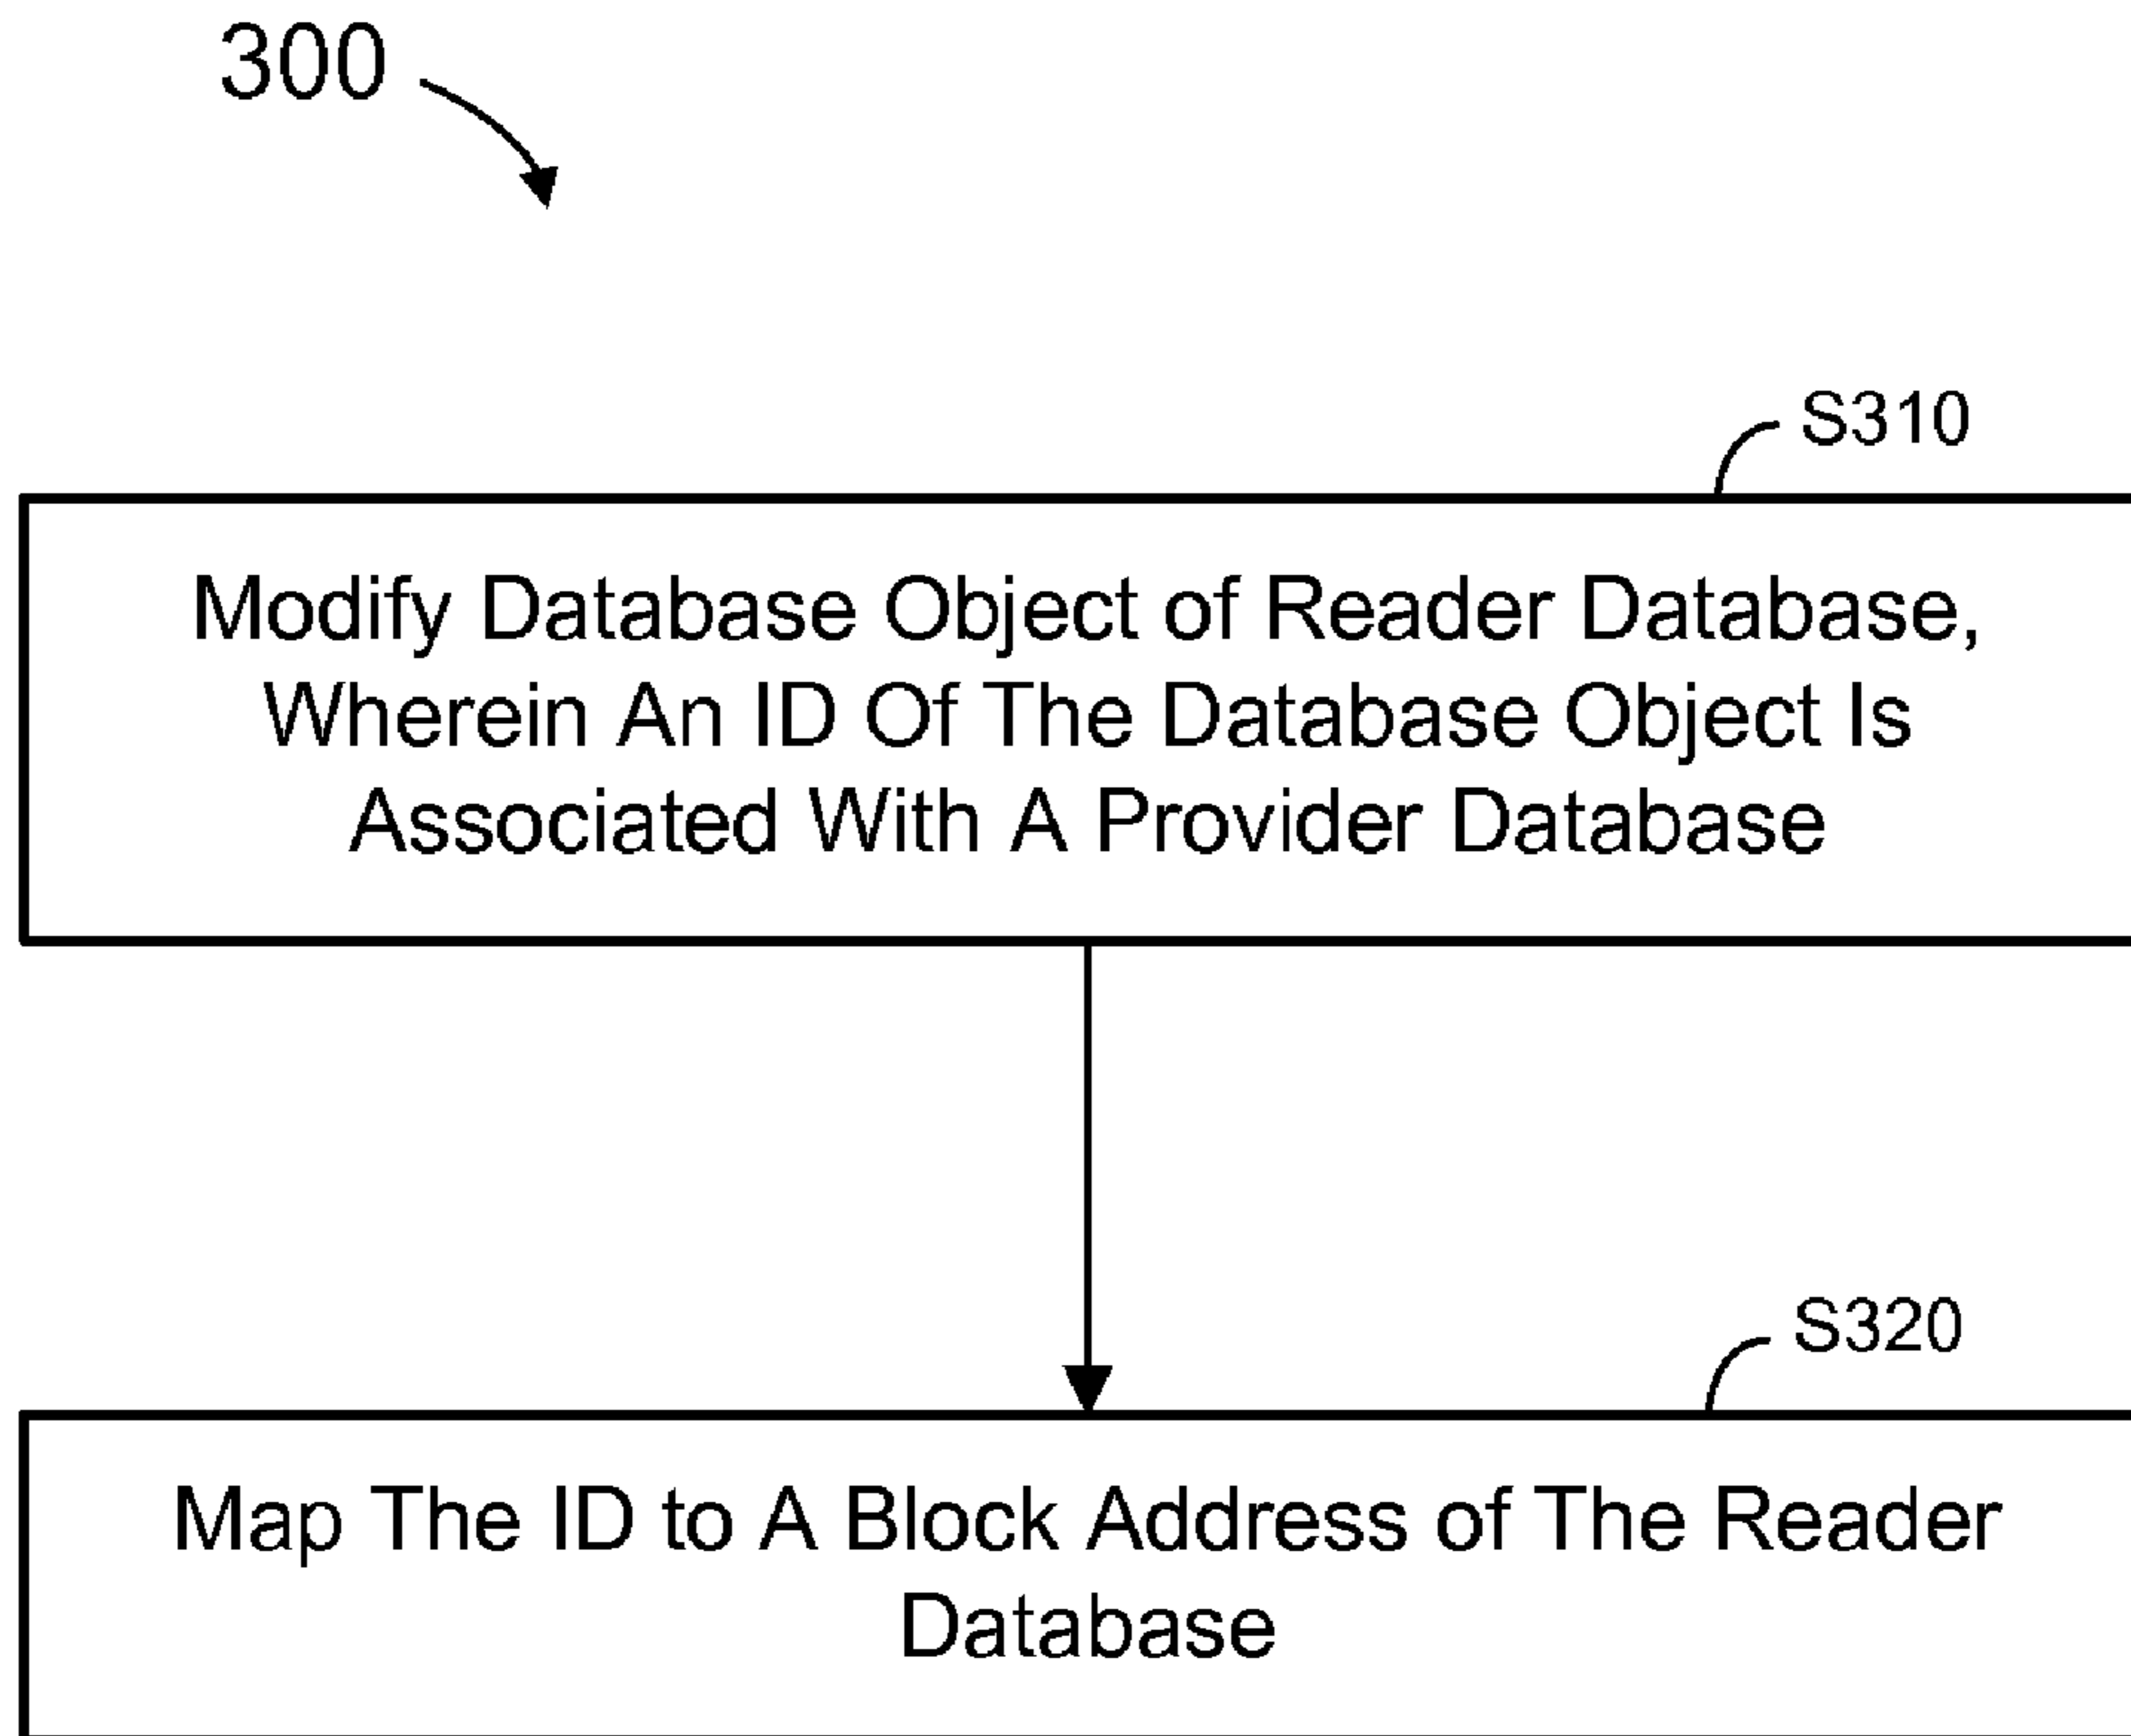 300
S310
Modify Database Object of Reader Database,
Wherein An ID Of The Database Object Is
Associated With A Provider Database
S320
Map The ID to A Block Address of The Reader
Database